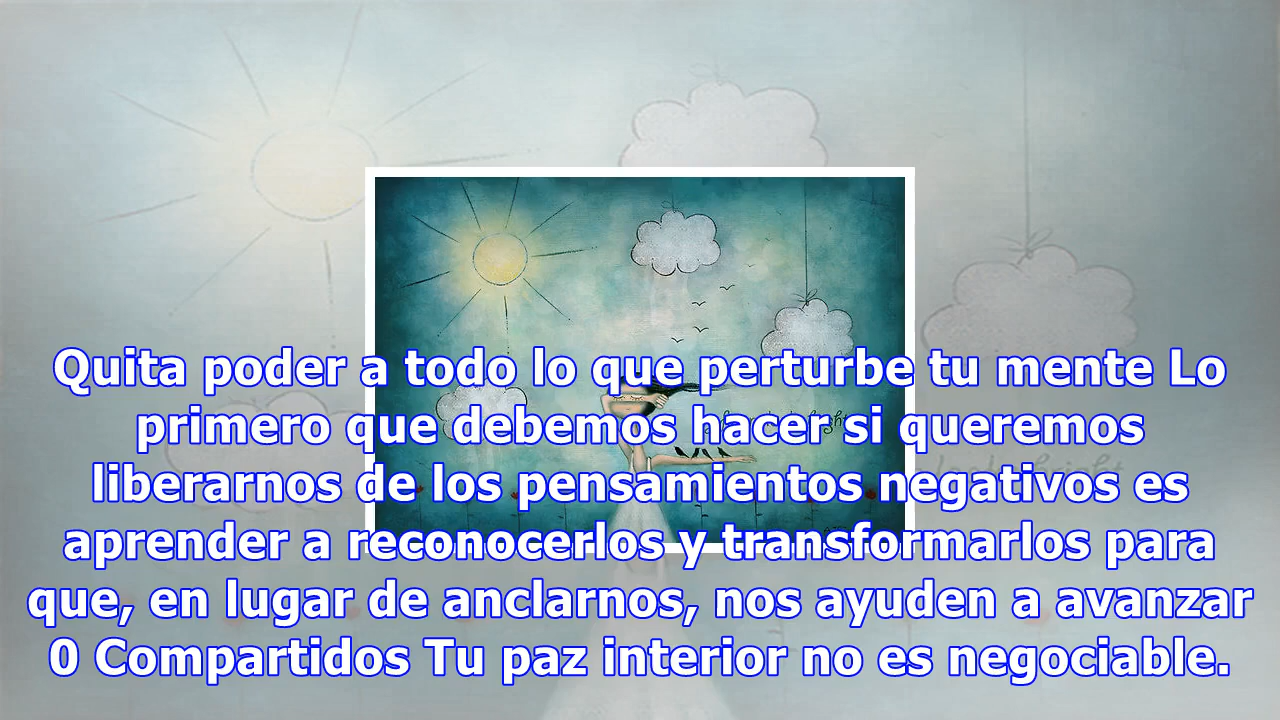 Quita poder a todo lo que perturbe tu mente Lo
primero que debemos hacer si queremos
liberarnos de los pensamientos negativos es
aprender a reconocerlos y transformarlos para
que, en lugar de anclarnos, nos ayuden a avanzar
0 Compartidos Tu paz interior no es negociable.